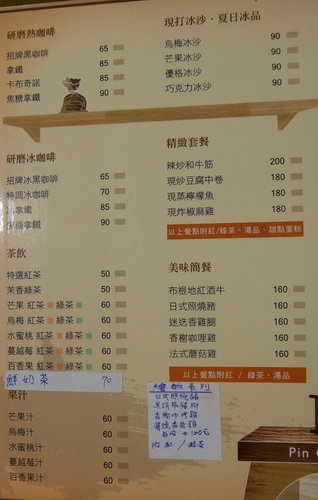 研磨熱咖啡
招牌黑咖啡 65
拿鐵 85
卡布奇諾 85
焦糖拿鐵 90
研磨冰咖啡
招牌冰黑咖啡 65
特調冰咖啡 70
冰拿鐵 85
焦糖拿鐵 90
茶飲
特選紅茶 50
茉香綠茶 50
芒果 紅茶 綠茶 60
烏梅 紅茶 綠茶 60
水蜜桃 紅茶 綠茶 60
蔓越莓 紅茶 綠茶 60
百香果 紅茶 綠茶 60
鮮奶茶 70
果汁
芒果汁 60
烏梅汁 60
水蜜桃汁 60
蔓越莓汁 60
百香果汁 60
現打冰沙．夏日冰品
烏梅冰沙 90
芒果冰沙 90
優格冰沙 90
巧克力冰沙 90
精緻套餐
辣炒和牛筋 200
現炒豆腐中卷 180
現蒸檸檬魚 180
現炸椒麻雞 180
以上餐點附紅/綠茶、湯品、甜點蛋糕
美味簡餐
布根地紅酒牛 160
日式照燒豬 160
迷迭香雞腿 160
香榭咖哩雞 160
法式蘑菇雞 160
以上餐點附紅 / 綠茶、湯品
Pin